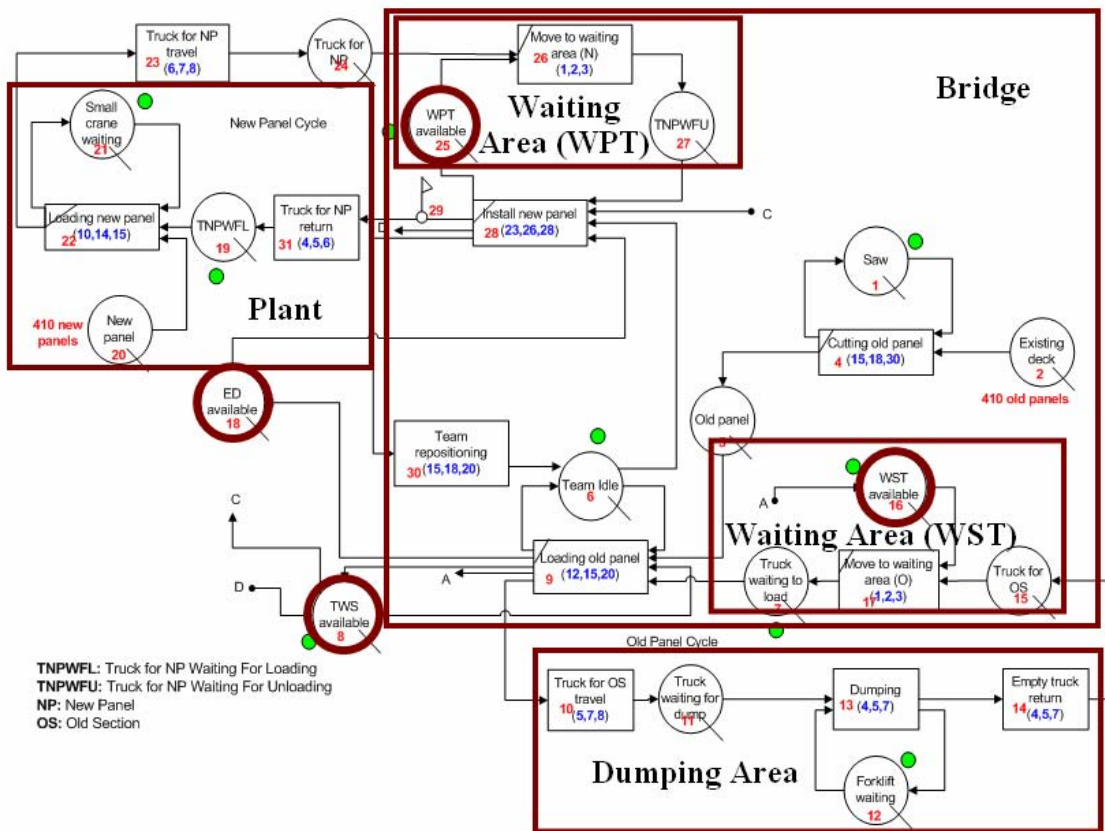 Truck for NP
travel
23 (6,7,8)
Truck for
NP
24
Move to waiting
area (N)
26 (1,2,3)
Bridge
Small
crane
waiting
21
New Panel Cycle
WPT
available
25
Waiting
Area (WPT)
TNPWFU
27
Loading new panel
22 (10,14,15)
TNPWFL
19
Truck for NP
return
31 (4,5,6)
29
D
Install new panel
28 (23,26,28)
C
Saw
1
410 new
panels
New
panel
20
Plant
Cutting old panel
4 (15,18,30)
Existing
deck
2
410 old panels
ED
available
18
Old panel
Team
repositioning
30 (15,18,20)
Team Idle
6
WST
available
16
A
Waiting Area (WST)
C
Loading old panel
9 (12,15,20)
A
Truck
waiting to
load
7
Move to waiting
area (O)
17 (1,2,3)
Truck for
OS
15
D
TWS
available
8
Old Panel Cycle
TNPWFL: Truck for NP Waiting For Loading
TNPWFU: Truck for NP Waiting For Unloading
NP: New Panel
OS: Old Section
Truck for OS
travel
10 (5,7,8)
Truck
waiting for
dump
11
Dumping
13 (4,5,7)
Empty truck
return
14 (4,5,7)
Dumping Area
Forklift
waiting
12